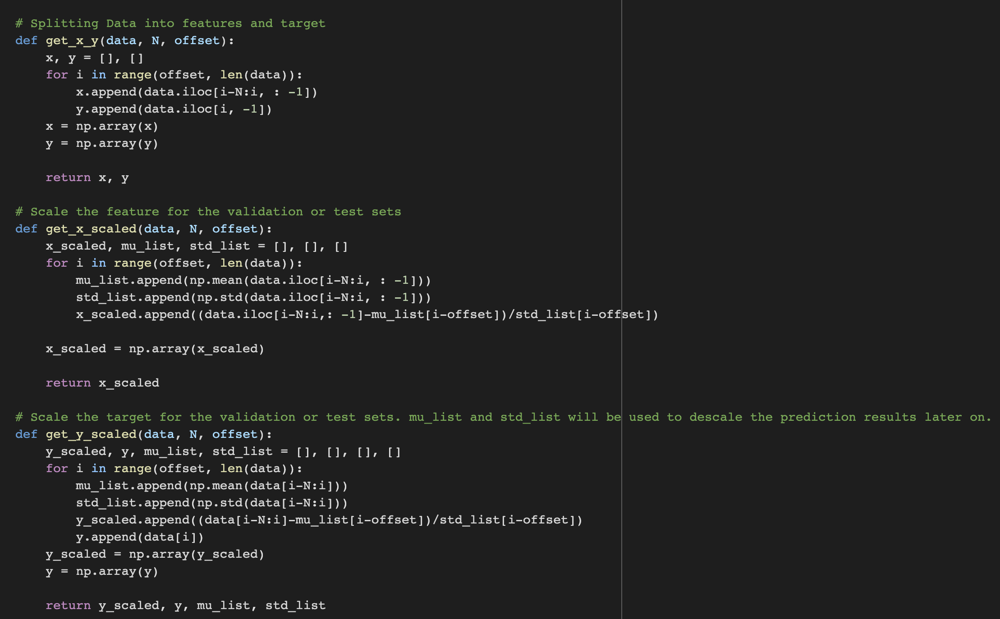 # Splitting Data into features and target
def get_x_y(data, N, offset):
    x, y = [], []
    for i in range(offset, len(data)):
        x.append(data.iloc[i-N:i, : -1])
        y.append(data.iloc[i, -1])
    x = np.array(x)
    y = np.array(y)

    return x, y

# Scale the feature for the validation or test sets
def get_x_scaled(data, N, offset):
    x_scaled, mu_list, std_list = [], [], []
    for i in range(offset, len(data)):
        mu_list.append(np.mean(data.iloc[i-N:i, : -1]))
        std_list.append(np.std(data.iloc[i-N:i, : -1]))
        x_scaled.append((data.iloc[i-N:i,: -1]-mu_list[i-offset])/std_list[i-offset])

    x_scaled = np.array(x_scaled)

    return x_scaled

# Scale the target for the validation or test sets. mu_list and std_list will be used to descale the prediction results later on.
def get_y_scaled(data, N, offset):
    y_scaled, y, mu_list, std_list = [], [], [], []
    for i in range(offset, len(data)):
        mu_list.append(np.mean(data[i-N:i]))
        std_list.append(np.std(data[i-N:i]))
        y_scaled.append((data[i-N:i]-mu_list[i-offset])/std_list[i-offset])
        y.append(data[i])
    y_scaled = np.array(y_scaled)
    y = np.array(y)

    return y_scaled, y, mu_list, std_list